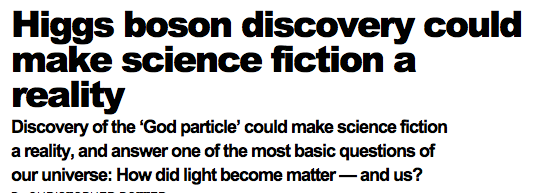 Higgs boson discovery could
make science fiction a
reality
Discovery of the ‘God particle’ could make science fiction
a reality, and answer one of the most basic questions of
our universe: How did light become matter — and us?